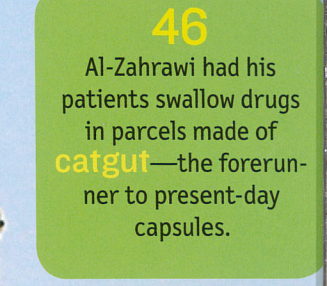 46
Al-Zahrawi had his
patients swallow drugs
in parcels made of
catgut—the forerun-
ner to present-day
capsules.